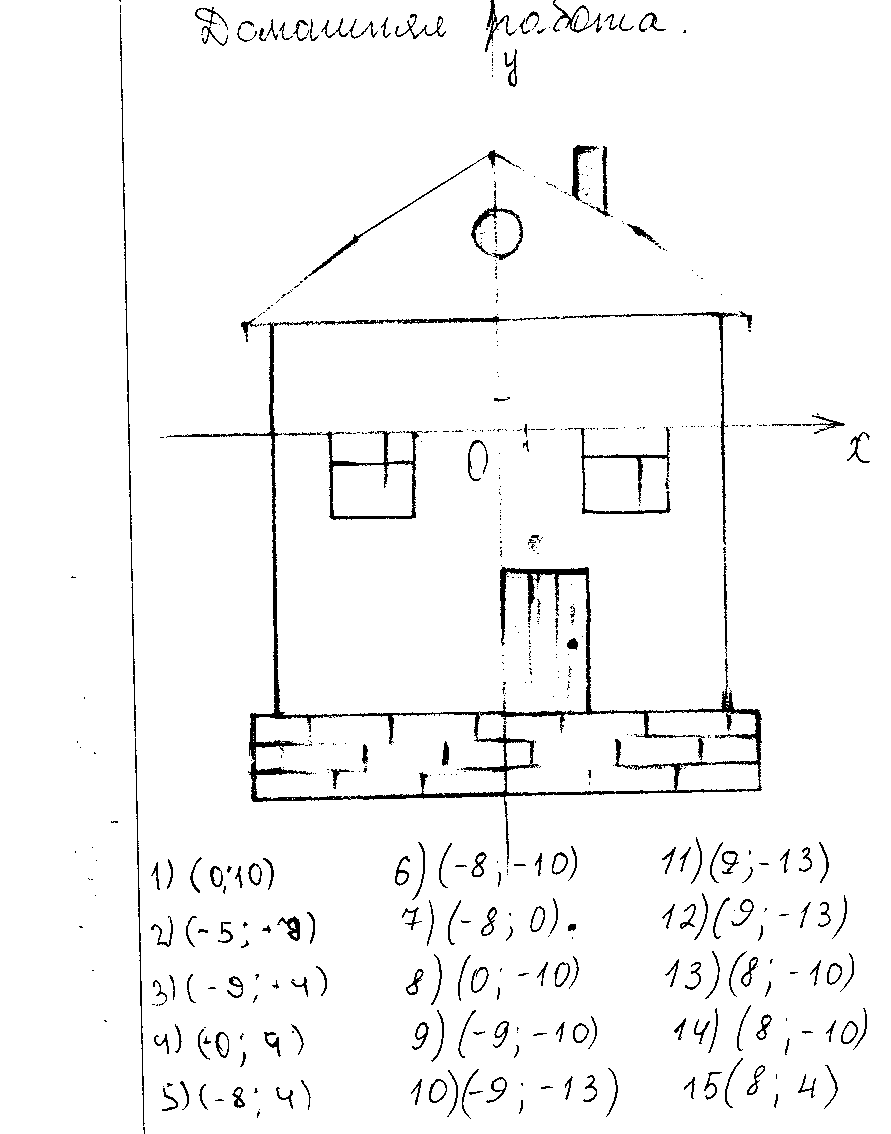 Домашняя работа.
y
0
1
x
1) (0;10)
3) (-9; +4)
5) (-8; 4)
6) (-8; -10)
7) (-8; 0).
8) (0; -10)
9) (-9; -10)
10) (-9; -13)
11) (9; -13)
12) (9; -13)
13) (8; -10)
14) (8; -10)
15 (8; 4)